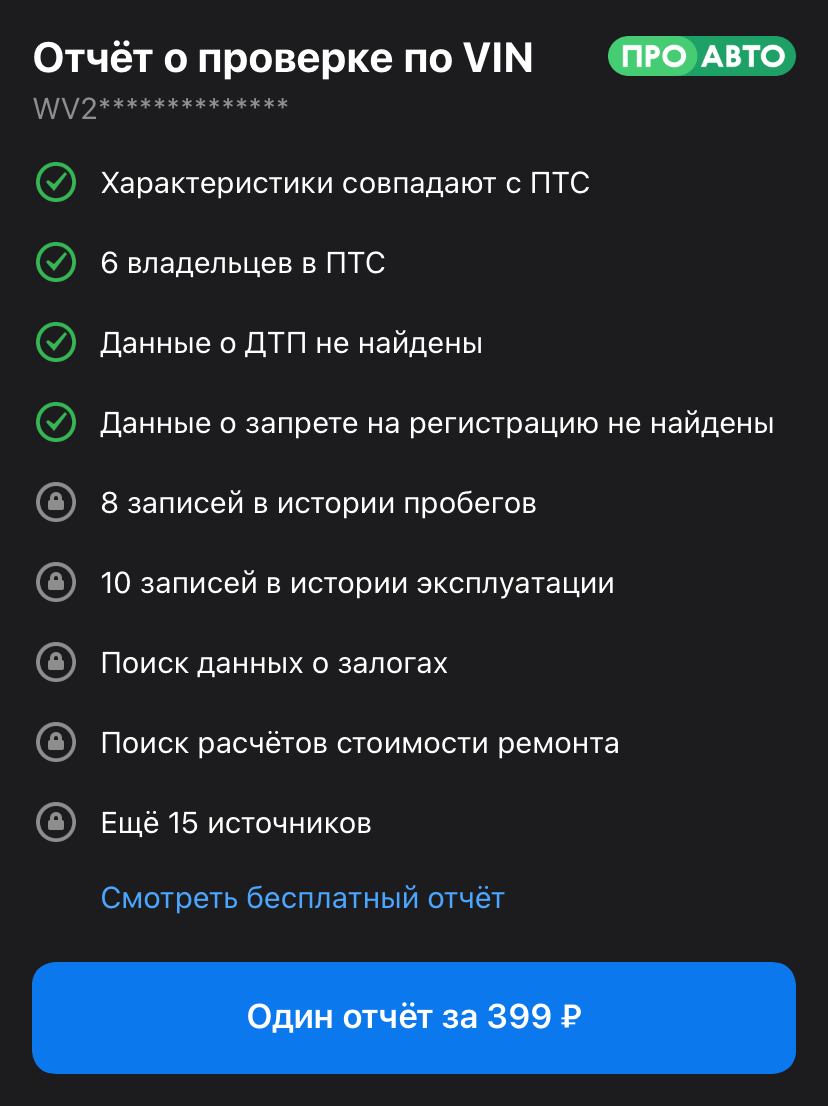 Отчёт о проверке по VIN
ПРО АВТО
WV2**************
Характеристики совпадают с ПТС
6 владельцев в ПТС
Данные о ДТП не найдены
Данные о запрете на регистрацию не найдены
8 записей в истории пробегов
10 записей в истории эксплуатации
Поиск данных о залогах
Поиск расчётов стоимости ремонта
Ещё 15 источников
Смотреть бесплатный отчёт
Один отчёт за 399 ₽